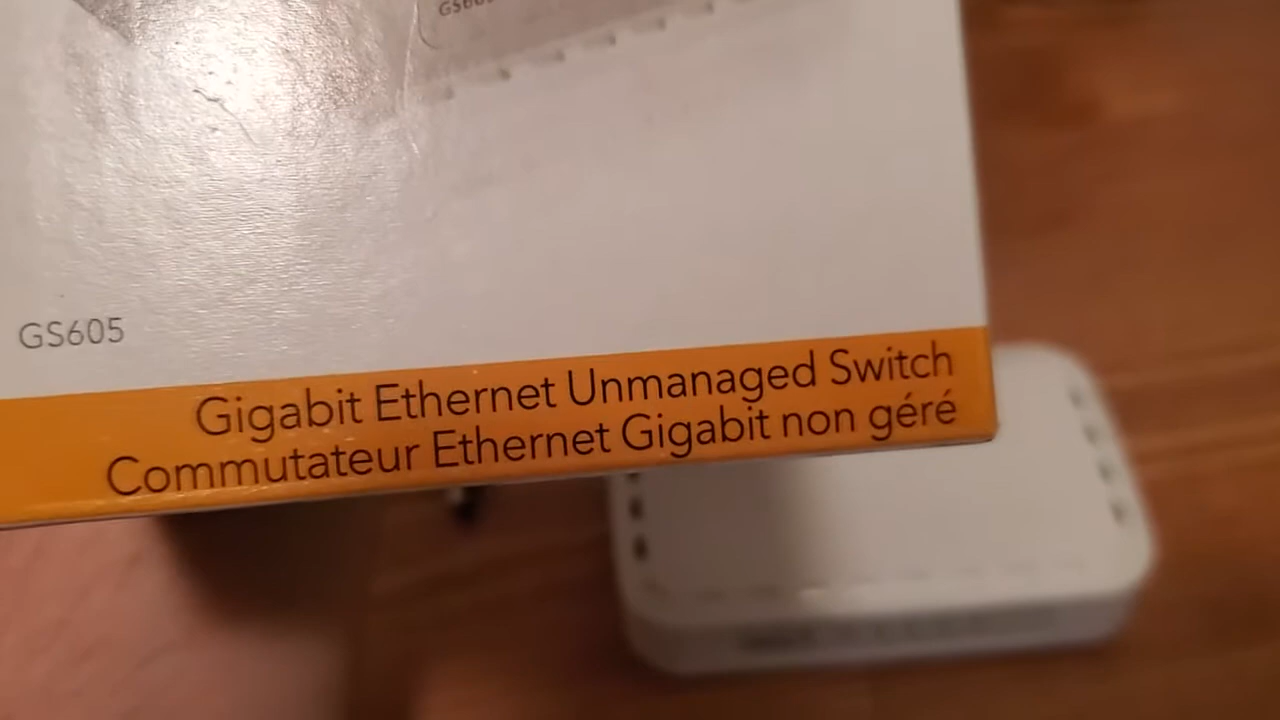 GS605
Gigabit Ethernet Unmanaged Switch
Commutateur Ethernet Gigabit non géré